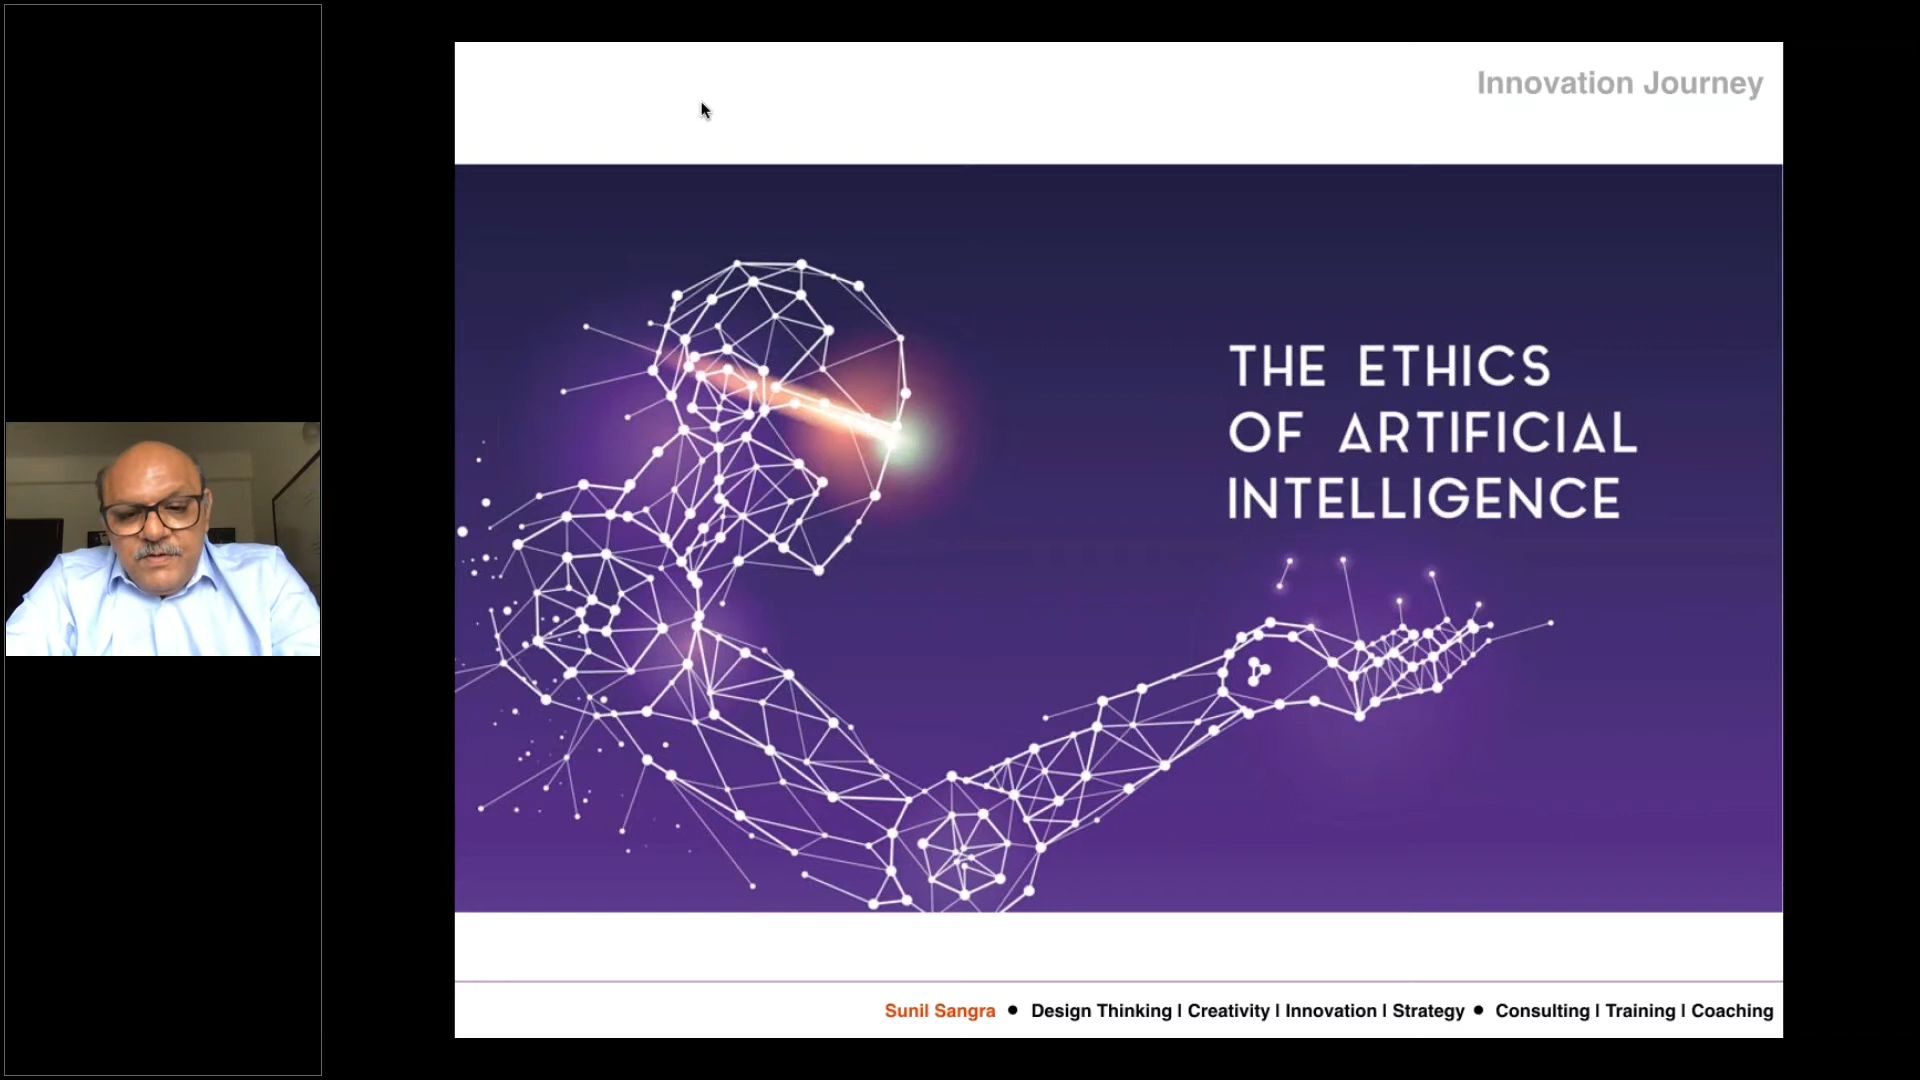 Innovation Journey
THE ETHICS
OF ARTIFICIAL
INTELLIGENCE
Sunil Sangra ● Design Thinking | Creativity | Innovation | Strategy ● Consulting | Training | Coaching